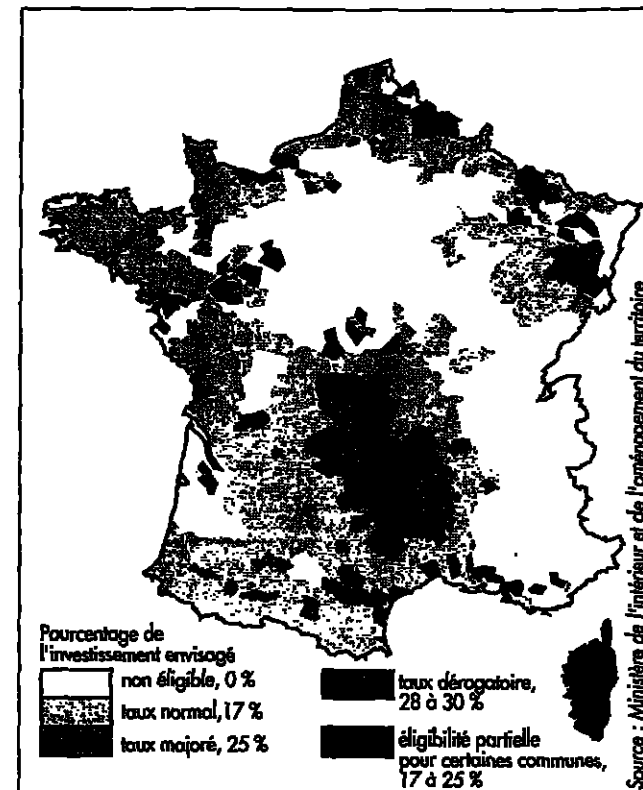 Pourcentage de
l'investissement envisagé
non éligible, 0 %
taux normal, 17 %
taux majoré, 25 %
taux dérogatoire,
28 à 30 %
éligibilité partielle
pour certaines communes,
17 à 25 %
Source : Ministère de l'intérieur et de l'aménagement du territoire